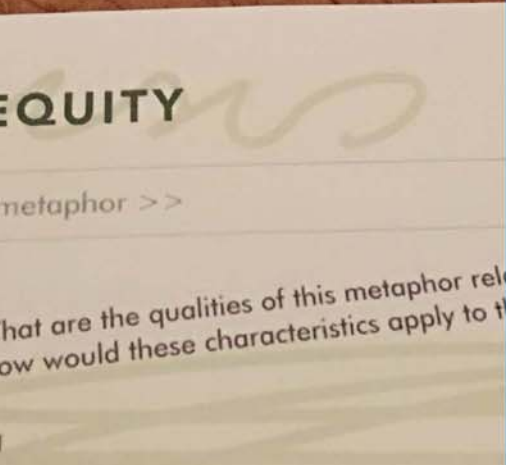 EQUITY
metaphor >>
hat are the qualities of this metaphor rel
ow would these characteristics apply to t